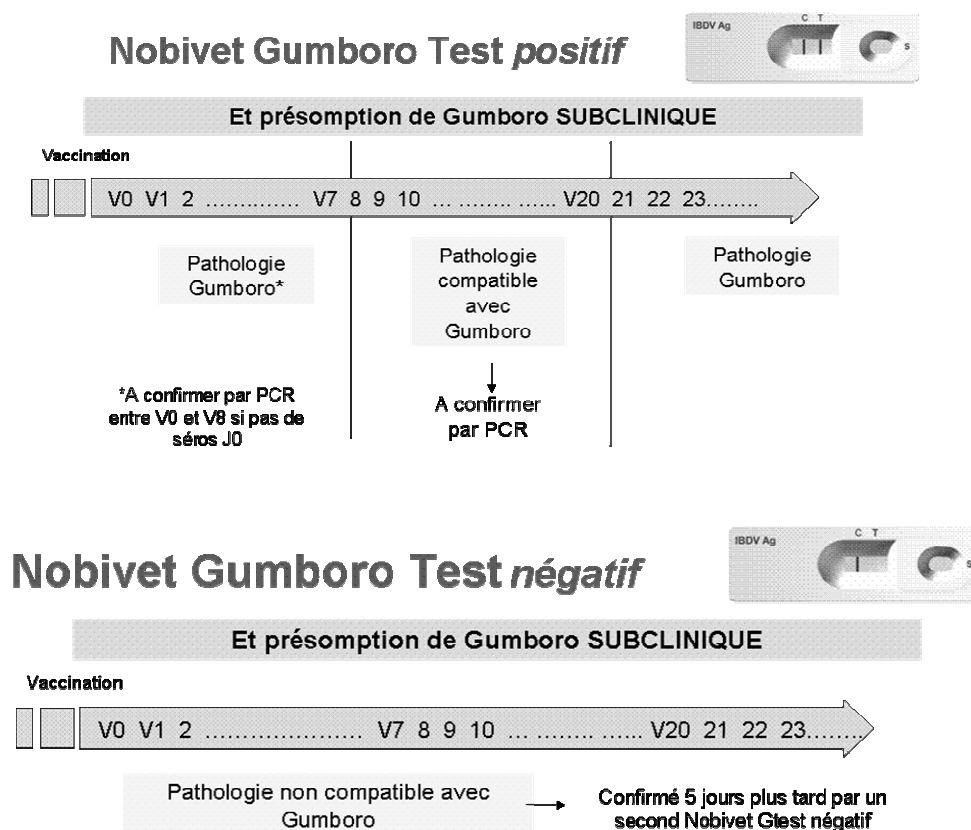 IBDV Ag
C T
S
Nobivet Gumboro Test positif
Et présomption de Gumboro SUBCLINIQUE
Vaccination
V0 V1 2 .............. V7 8 9 10 ... ........ ...... V20 21 22 23........
Pathologie
Gumboro*
Pathologie
compatible
avec
Gumboro
Pathologie
Gumboro
*A confirmer par PCR
entre V0 et V8 si pas de
séros J0
A confirmer
par PCR
IBDV Ag
C T
S
Nobivet Gumboro Test négatif
Et présomption de Gumboro SUBCLINIQUE
Vaccination
V0 V1 2 ...................... V7 8 9 10 ... ........ ...... V20 21 22 23........
Pathologie non compatible avec
Gumboro
Confirmé 5 jours plus tard par un
second Nobivet Gtest négatif